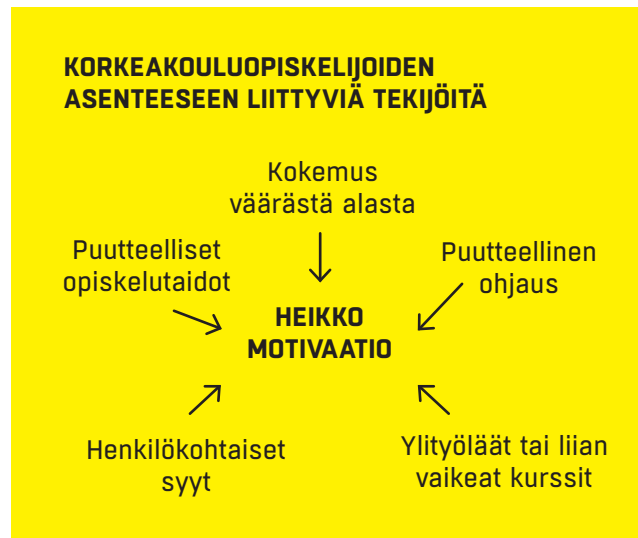 KORKEAKOULUOPISKELIJOIDEN
ASENTEESEEN LIITTYVIÄ TEKIJÖITÄ
Kokemus
väärästä alasta
Puutteelliset
opiskelutaidot
Puutteellinen
ohjaus
HEIKKO
MOTIVAATIO
Henkilökohtaiset
syyt
Ylityöläät tai liian
vaikeat kurssit